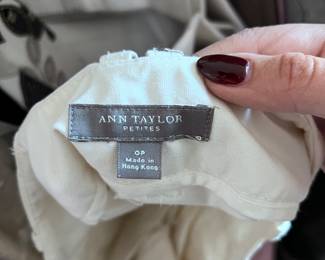 ANN TAYLOR
PETITES
0P
Made in
Hong Kong